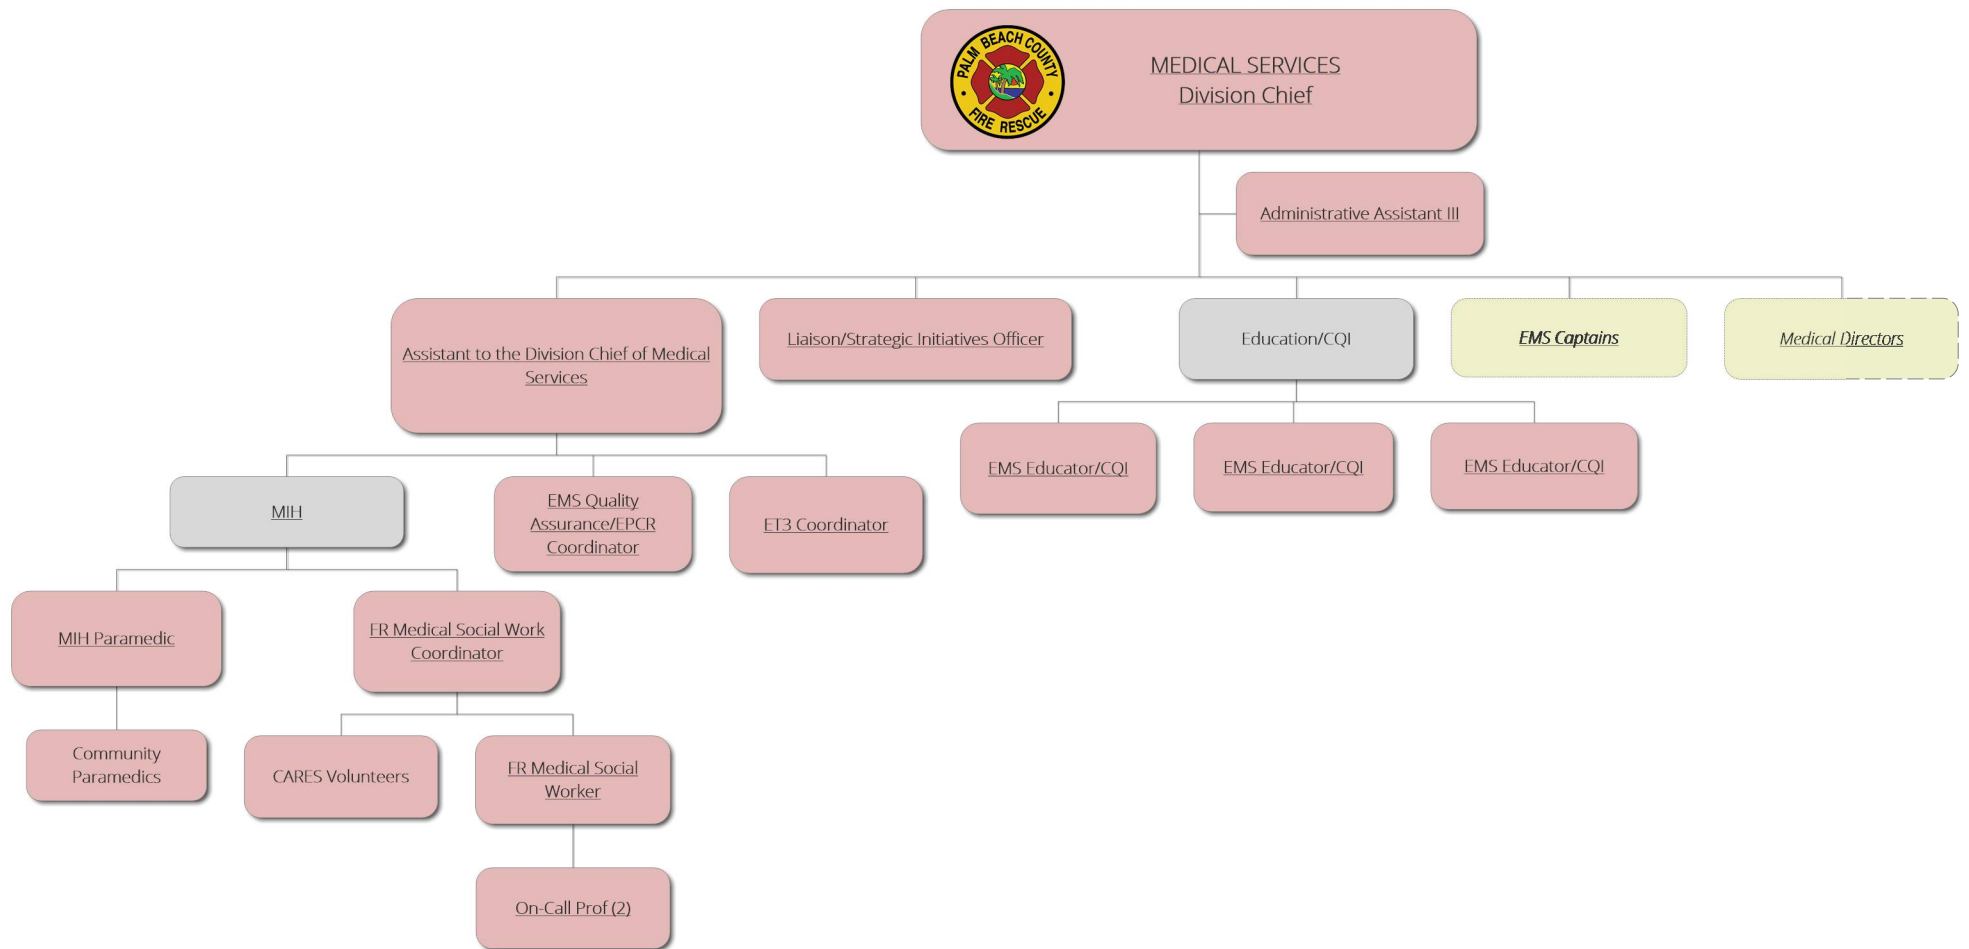 PALM BEACH COUNTY
FIRE RESCUE
MEDICAL SERVICES
Division Chief
Administrative Assistant III
Assistant to the Division Chief of Medical
Services
Liaison/Strategic Initiatives Officer
Education/CQI
EMS Captains
Medical Directors
EMS Educator/CQI
EMS Educator/CQI
EMS Educator/CQI
MIH
EMS Quality
Assurance/EPCR
Coordinator
ET3 Coordinator
MIH Paramedic
FR Medical Social Work
Coordinator
Community
Paramedics
CARES Volunteers
FR Medical Social
Worker
On-Call Prof (2)